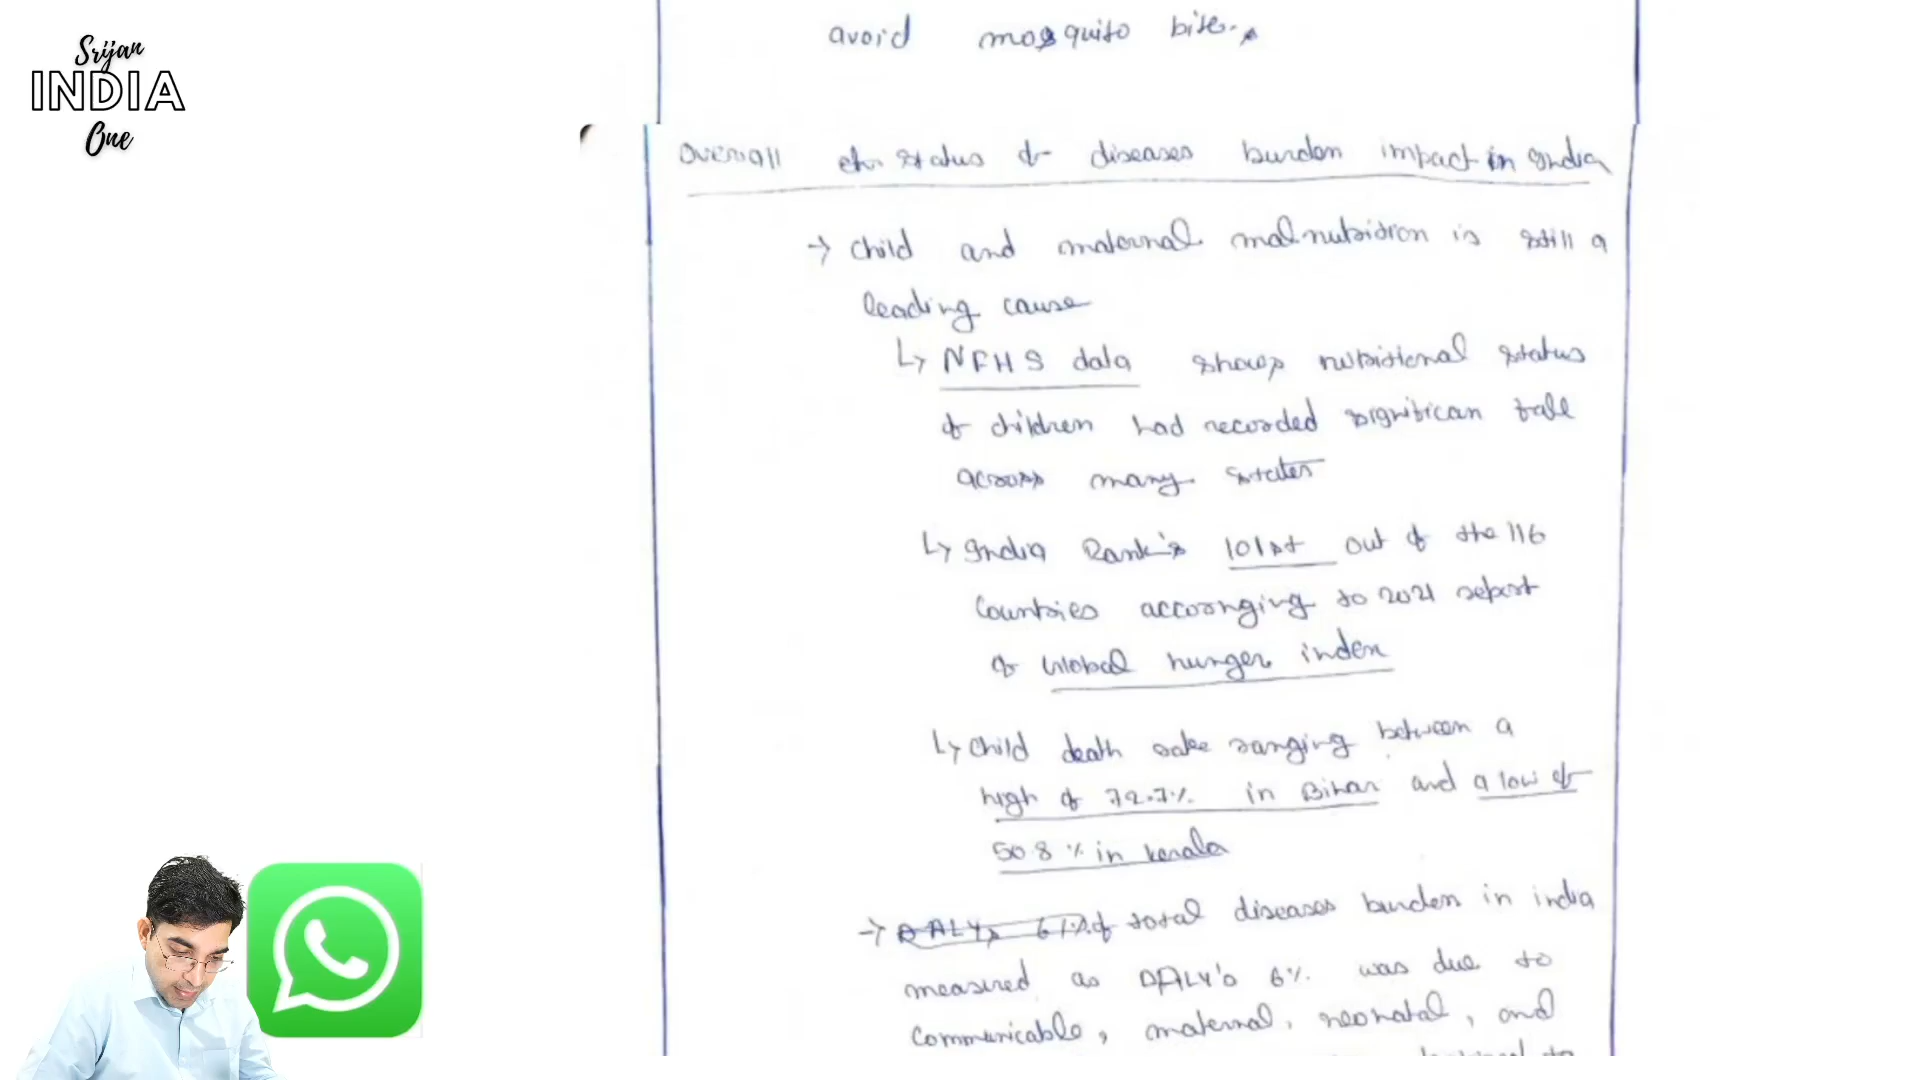 Srijan
INDIA
One
avoid mosquito bite.
Overall status of diseases burden impact in India
→ Child and maternal malnutrition is still a
leading cause
↳ NFHS data shows nutritional status
of children had recorded significan fall
across many states
↳ India Rank's 101st out of the 116
Countries accornging to 2021 report
of Global hunger index
↳ Child death rate ranging between a
high of 72.7% in Bihar and a low of
50.8 % in kerala
→ DALYs 61% of total diseases burden in india
measured as DALY's 6% was due to
communicable, maternal, neonatal, and